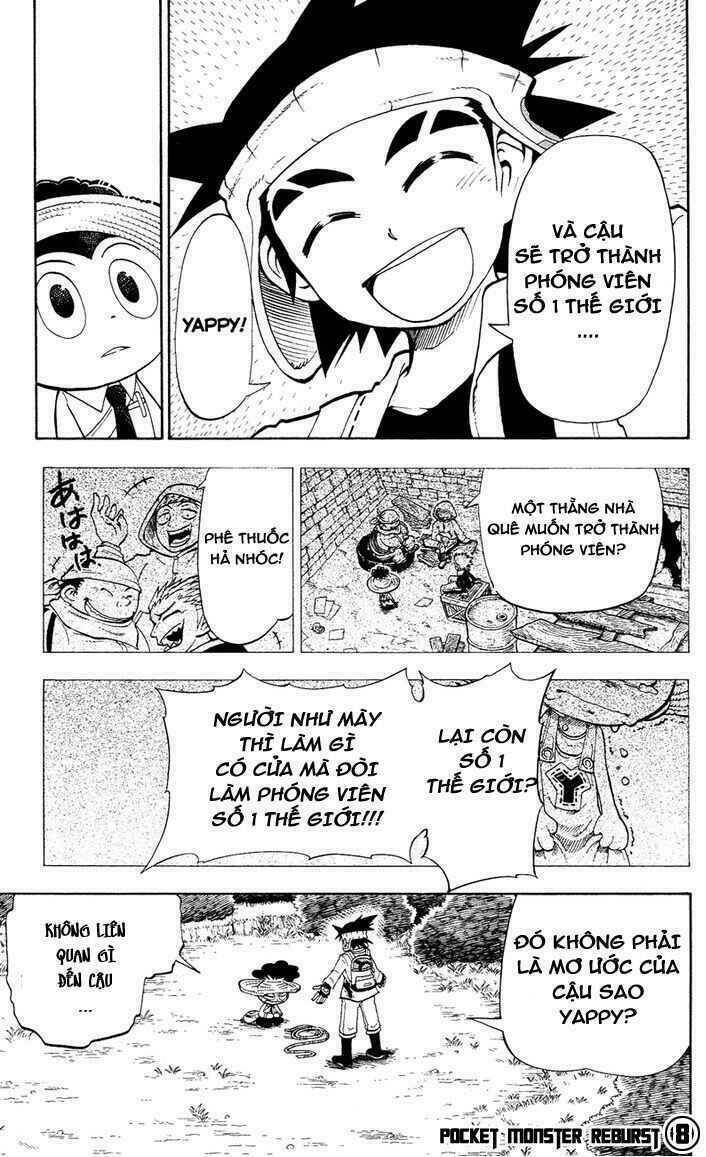 VÀ CẬU
SẼ TRỞ THÀNH
PHÓNG VIÊN
SỐ 1 THẾ GIỚI
....
YAPPY!
MỘT THẰNG NHÀ
QUÊ MUỐN TRỞ THÀNH
PHÓNG VIÊN?
PHÊ THUỐC
HẢ NHÓC!
あははは
LẠI CÒN
SỐ 1
THẾ GIỚI?
NGƯỜI NHƯ MÀY
THÌ LÀM GÌ
CÓ CỬA MÀ ĐÒI
LÀM PHÓNG VIÊN
SỐ 1 THẾ GIỚI!!!
ĐÓ KHÔNG PHẢI
LÀ MƠ ƯỚC CỦA
CẬU SAO
YAPPY?
KHÔNG LIÊN
QUAN GÌ
ĐẾN CẬU
...
POCKET MONSTER REBURST 8